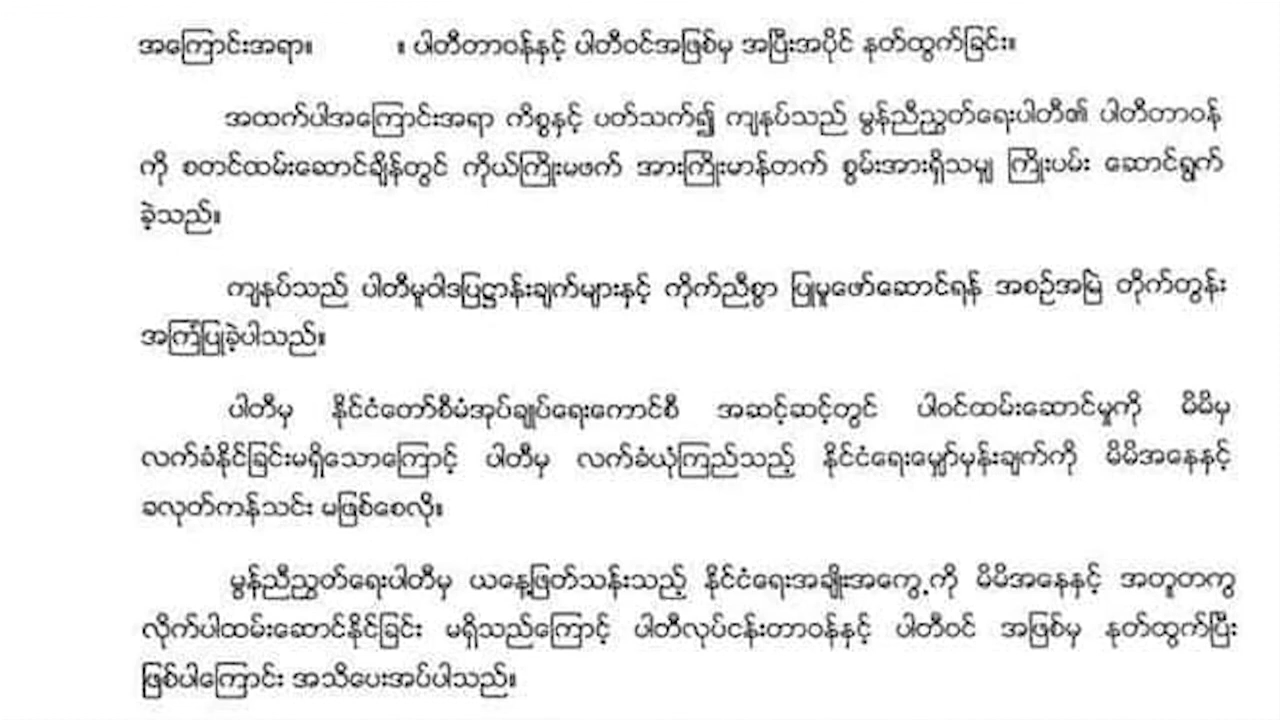 အကြောင်းအရာ။ ။ ပါတီတာဝန်နှင့် ပါတီဝင်အဖြစ်မှ အပြီးအပိုင် နုတ်ထွက်ခြင်း။
အထက်ပါအကြောင်းအရာ ကိစ္စနှင့် ပတ်သက်၍ ကျနုပ်သည် မွန်ညီညွှတ်ရေးပါတီ၏ ပါတီတာဝန်
ကို စတင်ထမ်းဆောင်ချိန်တွင် ကိုယ်ကြိုးမဖက် အားကြိုးမာန်တက် စွမ်းအားရှိသမျှ ကြိုးပမ်း ဆောင်ရွက်
ခဲ့သည်။
ကျနုပ်သည် ပါတီမူဝါဒပြဋ္ဌာန်းချက်များနှင့် ကိုက်ညီစွာ ပြုမူဖော်ဆောင်ရန် အစဉ်အမြဲ တိုက်တွန်း
အကြံပြုခဲ့ပါသည်။
ပါတီမှ နိုင်ငံတော်စီမံအုပ်ချုပ်ရေးကောင်စီ အဆင့်ဆင့်တွင် ပါဝင်ထမ်းဆောင်မှုကို မိမိမှ
လက်ခံနိုင်ခြင်းမရှိသောကြောင့် ပါတီမှ လက်ခံယုံကြည်သည့် နိုင်ငံရေးမျှော်မှန်းချက်ကို မိမိအနေနှင့်
ခလုတ်ကန်သင်း မဖြစ်စေလို။
မွန်ညီညွှတ်ရေးပါတီမှ ယနေ့ဖြတ်သန်းသည့် နိုင်ငံရေးအချိုးအကွေ့ကို မိမိအနေနှင့် အတူတကွ
လိုက်ပါထမ်းဆောင်နိုင်ခြင်း မရှိသည်ကြောင့် ပါတီလုပ်ငန်းတာဝန်နှင့် ပါတီဝင် အဖြစ်မှ နုတ်ထွက်ပြီး
ဖြစ်ပါကြောင်း အသိပေးအပ်ပါသည်။